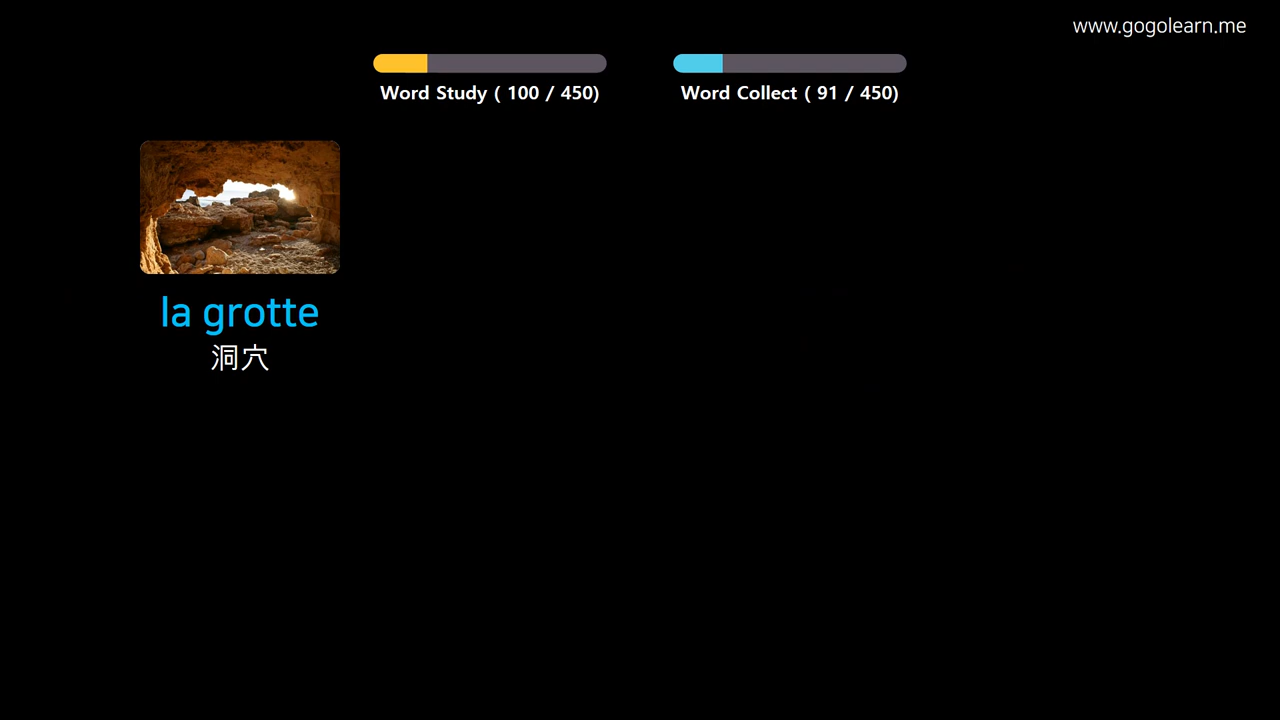 www.gogolearn.me
Word Study ( 100 / 450)
Word Collect ( 91 / 450)
la grotte
洞穴